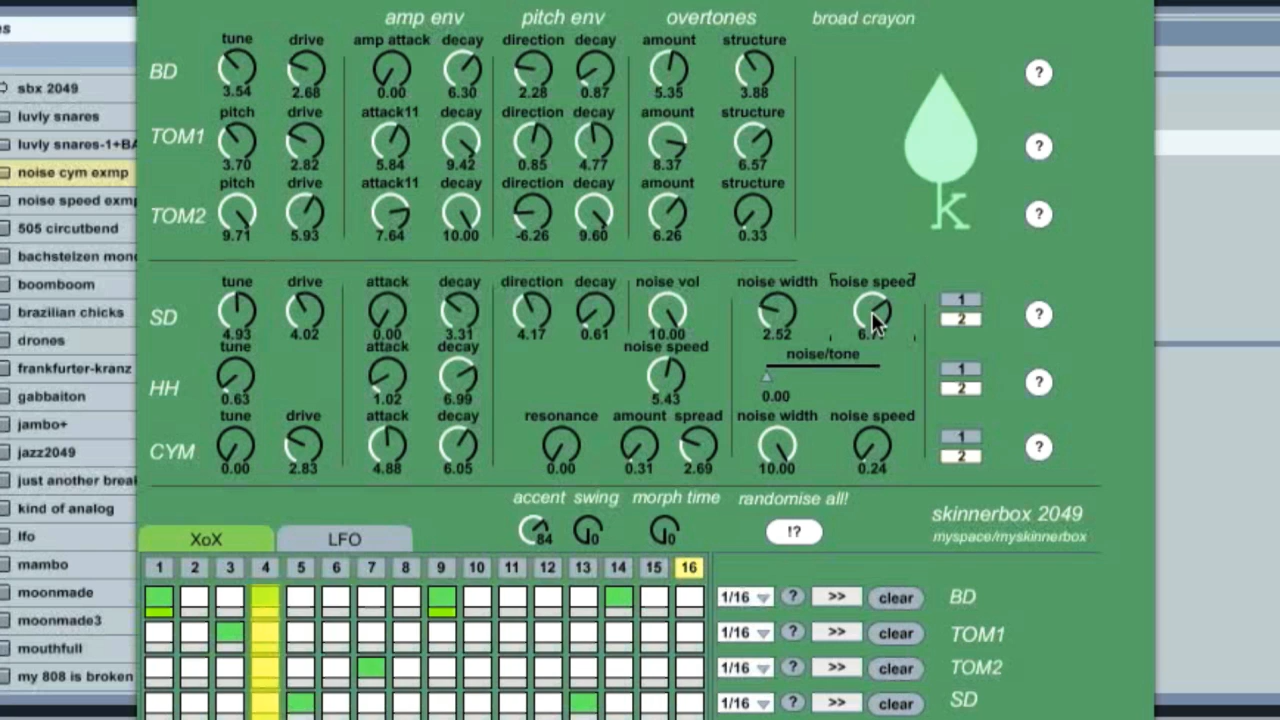 es
amp env pitch env overtones broad crayon
tune drive amp attack decay direction decay amount structure
BD ?
3.54 2.68 0.00 6.30 2.28 0.87 5.35 3.88
pitch drive attack11 decay direction decay amount structure
TOM1 ?
3.70 2.82 5.84 9.42 0.85 4.77 8.37 6.57
pitch drive attack11 decay direction decay amount structure
TOM2 ?
9.71 5.93 7.64 10.00 -6.26 9.60 6.26 0.33
K
tune drive attack decay direction decay noise vol noise width noise speed
SD 1 2 ?
4.93 4.02 0.00 3.31 4.17 0.61 10.00 2.52
tune attack decay noise speed noise/tone
HH 1 2 ?
0.63 1.02 6.99 5.43 0.00
tune drive attack decay resonance amount spread noise width noise speed
CYM 1 2 ?
0.00 2.83 4.88 6.05 0.00 0.31 2.69 10.00 0.24
accent swing morph time randomise all!
84 0 0 !?
skinnerbox 2049
myspace/myskinnerbox
XoX LFO
1 2 3 4 5 6 7 8 9 10 11 12 13 14 15 16
1/16 ? >> clear BD
1/16 ? >> clear TOM1
1/16 ? >> clear TOM2
1/16 ? >> clear SD
sbx 2049
luvly snares
luvly snares-1+BA
noise cym exmp
noise speed exmp
505 circutbend
bachstelzen mon
boomboom
brazilian chicks
drones
frankfurter-kranz
gabbaiton
jambo+
jazz2049
just another break
kind of analog
lfo
mambo
moonmade
moonmade3
mouthfull
my 808 is broken